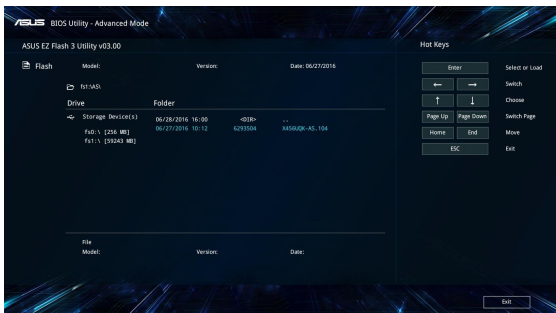 ASUS BIOS Utility - Advanced Mode
ASUS EZ Flash 3 Utility v03.00
Hot Keys
Flash Model: Version: Date: 06/27/2016
fs1:\AS\
Drive Folder
Storage Device(s)
fs0:\ [256 MB]
fs1:\ [59243 MB]
06/28/2016 16:00 <DIR> ..
06/27/2016 10:12 6293504 X456UQK-AS.104
File
Model: Version: Date:
Enter Select or Load
← → Switch
↑ ↓ Choose
Page Up Page Down Switch Page
Home End Move
ESC Exit
Exit